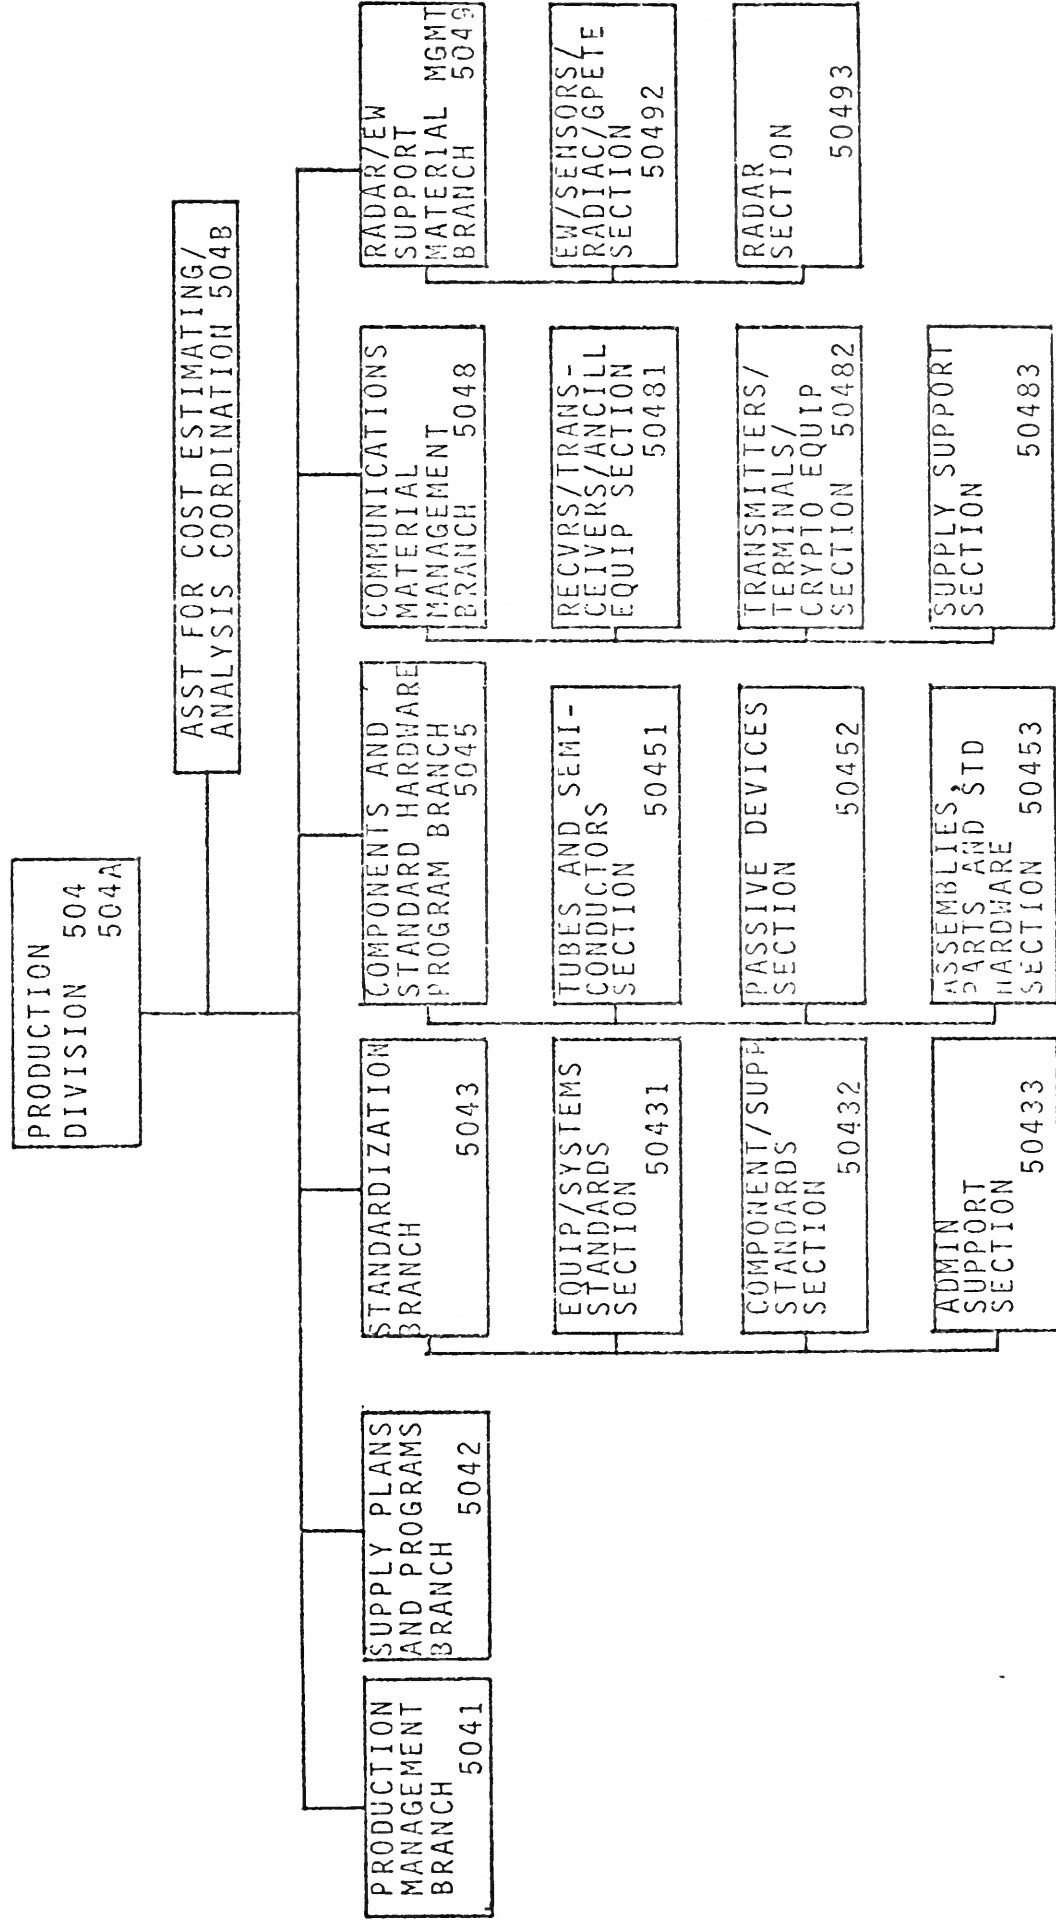 PRODUCTION
DIVISION 504
504A
ASST FOR COST ESTIMATING/
ANALYSIS COORDINATION 504B
PRODUCTION
MANAGEMENT
BRANCH
5041
SUPPLY PLANS
AND PROGRAMS
BRANCH
5042
STANDARDIZATION
BRANCH
5043
EQUIP/SYSTEMS
STANDARDS
SECTION
50431
COMPONENT/SUPP
STANDARDS
SECTION
50432
ADMIN
SUPPORT
SECTION
50433
COMPONENTS AND
STANDARD HARDWARE
PROGRAM BRANCH
5045
TUBES AND SEMI-
CONDUCTORS
SECTION
50451
PASSIVE DEVICES
SECTION
50452
ASSEMBLIES,
PARTS AND STD
HARDWARE
SECTION 50453
COMMUNICATIONS
MATERIAL
MANAGEMENT
BRANCH 5048
RECVRS/TRANS-
CEIVERS/ANCILL
EQUIP SECTION
50481
TRANSMITTERS/
TERMINALS/
CRYPTO EQUIP
SECTION 50482
SUPPLY SUPPORT
SECTION
50483
RADAR/EW
SUPPORT
MATERIAL MGMT
BRANCH 5049
EW/SENSORS/
RADIAC/GPETE
SECTION
50492
RADAR
SECTION
50493